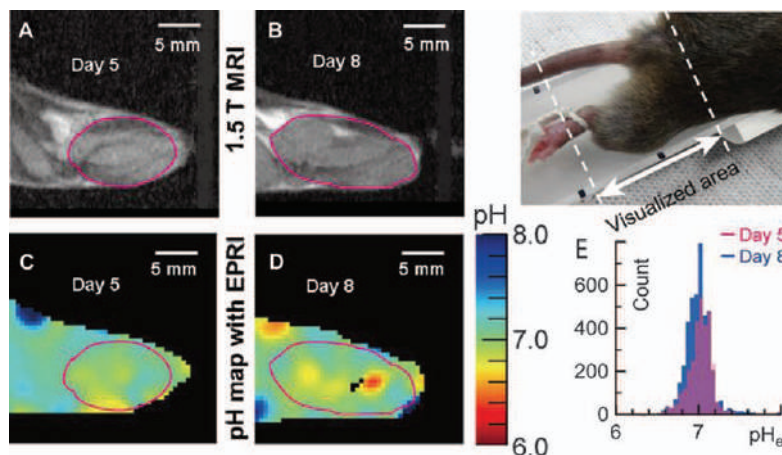 A
5 mm
Day 5
B
5 mm
Day 8
1.5 T MRI
Visualized area
C
5 mm
Day 5
D
5 mm
Day 8
pH map with EPRI
pH
8.0
7.0
6.0
E
Day 5
Day 8
Count
600
400
200
0
6
7
pHe